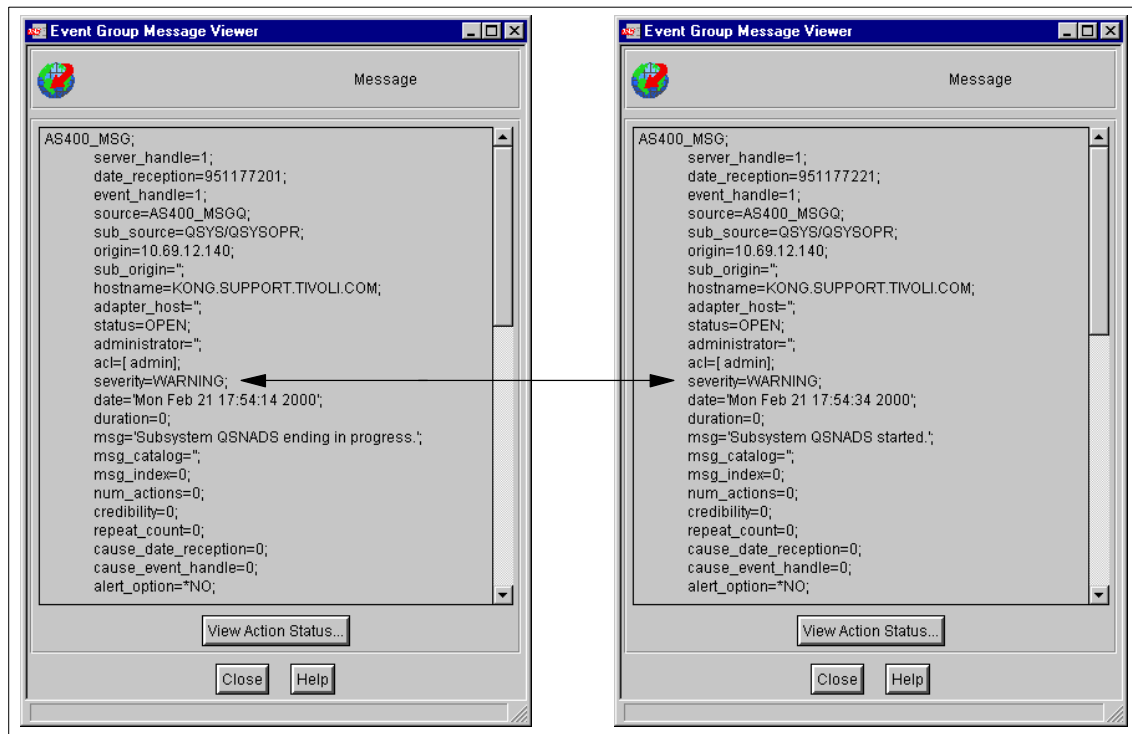 Event Group Message Viewer
Message
AS400_MSG;
server_handle=1;
date_reception=951177201;
event_handle=1;
source=AS400_MSGQ;
sub_source=QSYS/QSYSOPR;
origin=10.69.12.140;
sub_origin='';
hostname=KONG.SUPPORT.TIVOLI.COM;
adapter_host='';
status=OPEN;
administrator='';
acl=[ admin];
severity=WARNING;
date='Mon Feb 21 17:54:14 2000';
duration=0;
msg='Subsystem QSNADS ending in progress.';
msg_catalog='';
msg_index=0;
num_actions=0;
credibility=0;
repeat_count=0;
cause_date_reception=0;
cause_event_handle=0;
alert_option=*NO;
View Action Status...
Close Help
Event Group Message Viewer
Message
AS400_MSG;
server_handle=1;
date_reception=951177221;
event_handle=1;
source=AS400_MSGQ;
sub_source=QSYS/QSYSOPR;
origin=10.69.12.140;
sub_origin='';
hostname=KONG.SUPPORT.TIVOLI.COM;
adapter_host='';
status=OPEN;
administrator='';
acl=[ admin];
severity=WARNING;
date='Mon Feb 21 17:54:34 2000';
duration=0;
msg='Subsystem QSNADS started.';
msg_catalog='';
msg_index=0;
num_actions=0;
credibility=0;
repeat_count=0;
cause_date_reception=0;
cause_event_handle=0;
alert_option=*NO;
View Action Status...
Close Help